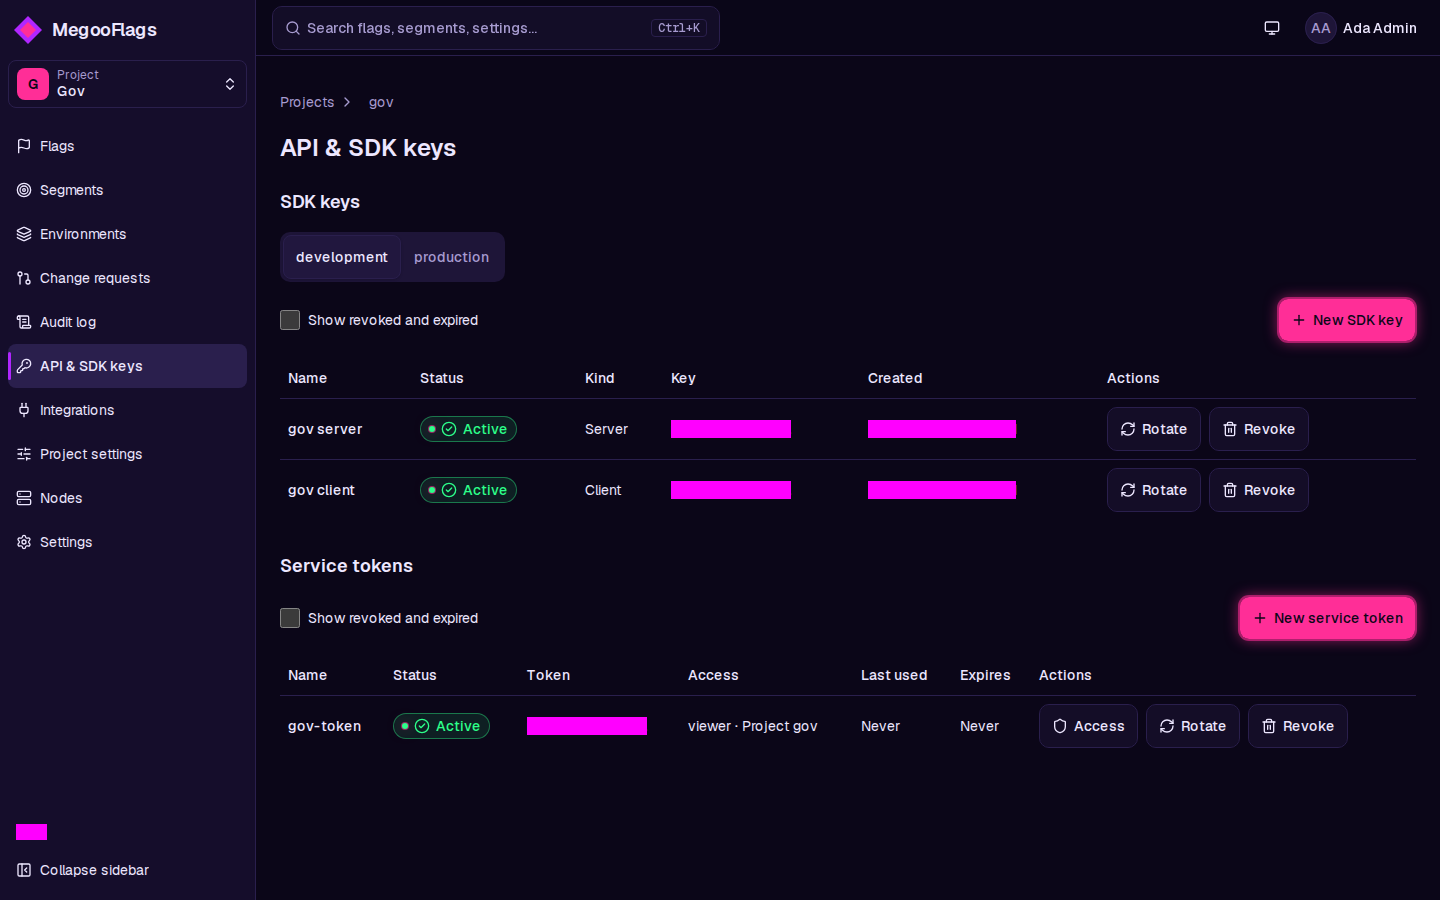 MegooFlags
Search flags, segments, settings...
Ctrl+K
AA
Ada Admin
G
Project
Gov
Flags
Segments
Environments
Change requests
Audit log
API & SDK keys
Integrations
Project settings
Nodes
Settings
Collapse sidebar
Projects
gov
API & SDK keys
SDK keys
development
production
Show revoked and expired
New SDK key
Name Status Kind Key Created Actions
gov server Active Server Rotate Revoke
gov client Active Client Rotate Revoke
Service tokens
Show revoked and expired
New service token
Name Status Token Access Last used Expires Actions
gov-token Active viewer · Project gov Never Never Access Rotate Revoke